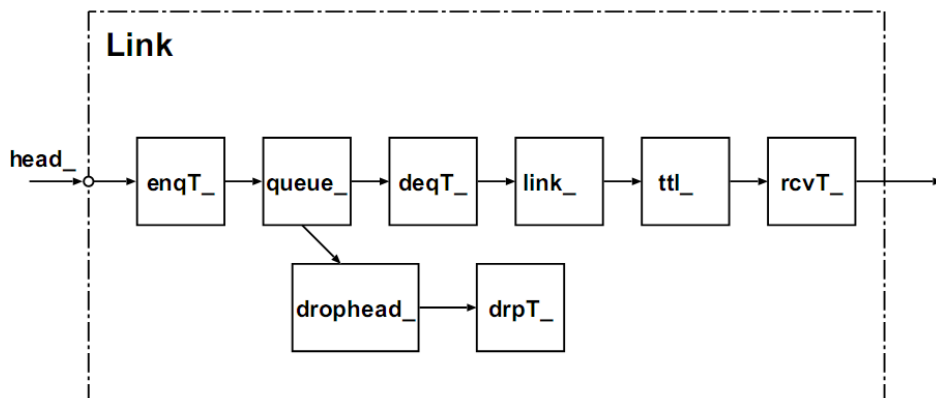 Link
head_
enqT_
queue_
deqT_
link_
ttl_
rcvT_
drophead_
drpT_